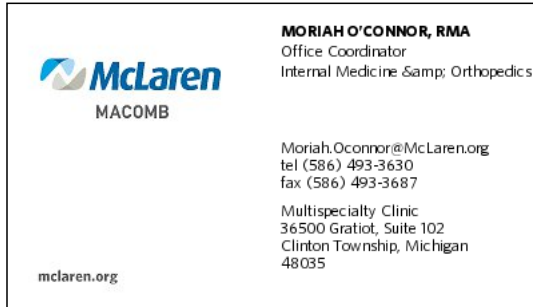 McLaren
MACOMB
mclaren.org
MORIAH O'CONNOR, RMA
Office Coordinator
Internal Medicine &amp; Orthopedics
Moriah.Oconnor@McLaren.org
tel (586) 493-3630
fax (586) 493-3687
Multispecialty Clinic
36500 Gratiot, Suite 102
Clinton Township, Michigan
48035